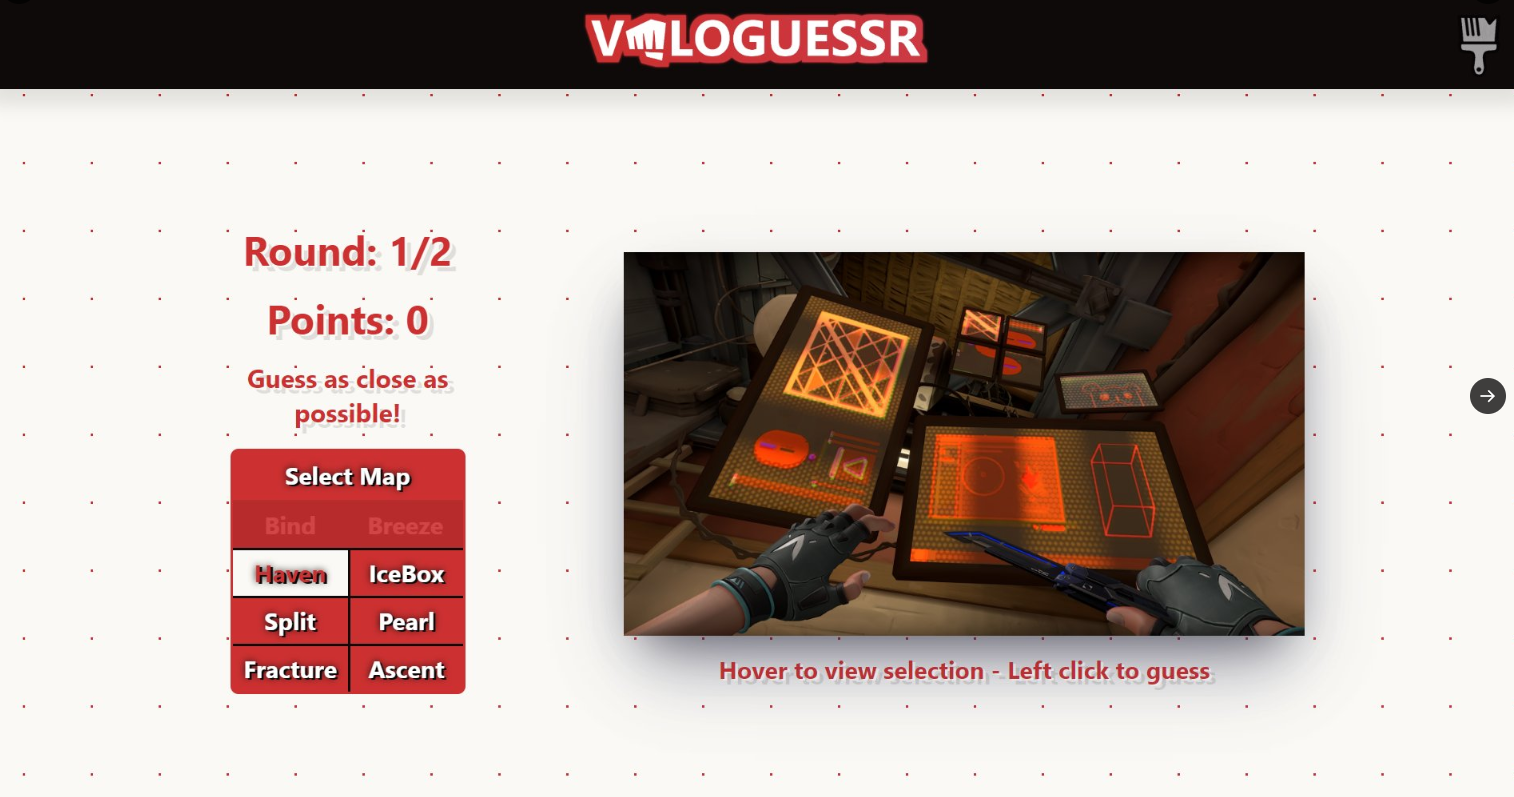 VALOGUESSR
Round: 1/2
Points: 0
Guess as close as
possible!
Select Map
Bind Breeze
Haven IceBox
Split Pearl
Fracture Ascent
Hover to view selection - Left click to guess